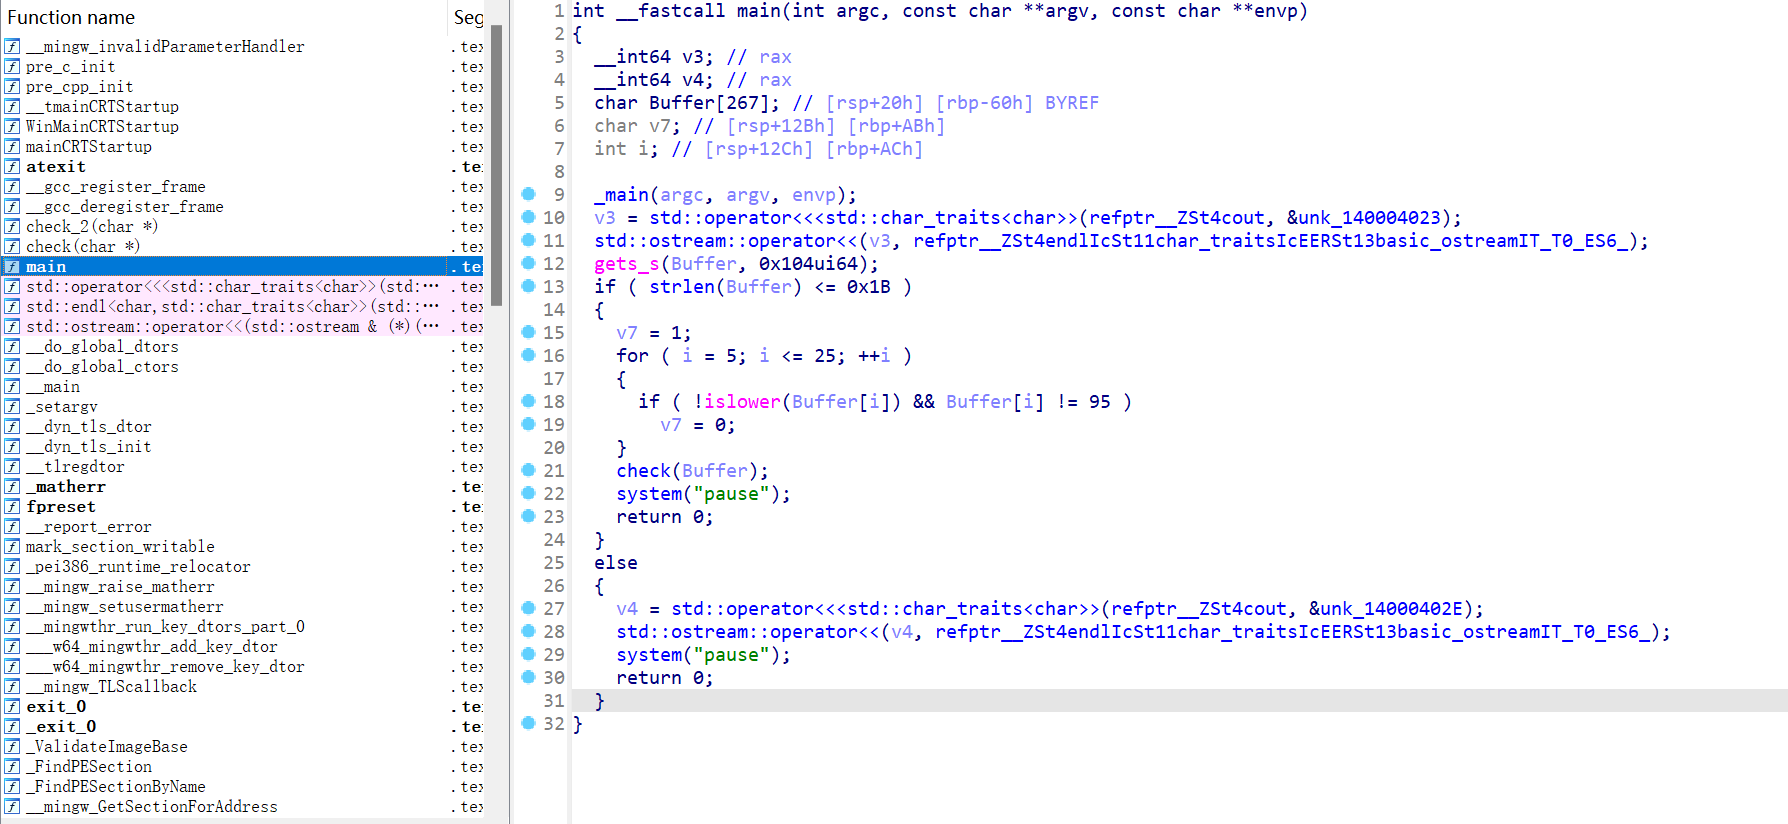 Function name Seg
__mingw_invalidParameterHandler .tex
pre_c_init .tex
pre_cpp_init .tex
__tmainCRTStartup .tex
WinMainCRTStartup .tex
mainCRTStartup .tex
atexit .tex
__gcc_register_frame .tex
__gcc_deregister_frame .tex
check_2(char *) .tex
check(char *) .tex
main .tex
std::operator<<<std::char_traits<char>>(std:⋯ .tex
std::endl<char,std::char_traits<char>>(std::⋯ .tex
std::ostream::operator<<(std::ostream & (*)(⋯ .tex
__do_global_dtors .tex
__do_global_ctors .tex
__main .tex
_setargv .tex
__dyn_tls_dtor .tex
__dyn_tls_init .tex
__tlregdtor .tex
_matherr .tex
fpreset .tex
__report_error .tex
mark_section_writable .tex
_pei386_runtime_relocator .tex
__mingw_raise_matherr .tex
__mingw_setusermatherr .tex
__mingwthr_run_key_dtors_part_0 .tex
___w64_mingwthr_add_key_dtor .tex
___w64_mingwthr_remove_key_dtor .tex
__mingw_TLScallback .tex
exit_0 .tex
_exit_0 .tex
_ValidateImageBase .tex
_FindPESection .tex
_FindPESectionByName .tex
__mingw_GetSectionForAddress .tex
1 int __fastcall main(int argc, const char **argv, const char **envp)
2 {
3 __int64 v3; // rax
4 __int64 v4; // rax
5 char Buffer[267]; // [rsp+20h] [rbp-60h] BYREF
6 char v7; // [rsp+12Bh] [rbp+ABh]
7 int i; // [rsp+12Ch] [rbp+ACh]
8
9 _main(argc, argv, envp);
10 v3 = std::operator<<<std::char_traits<char>>(refptr__ZSt4cout, &unk_140004023);
11 std::ostream::operator<<(v3, refptr__ZSt4endlIcSt11char_traitsIcEERSt13basic_ostreamIT_T0_ES6_);
12 gets_s(Buffer, 0x104ui64);
13 if ( strlen(Buffer) <= 0x1B )
14 {
15 v7 = 1;
16 for ( i = 5; i <= 25; ++i )
17 {
18 if ( !islower(Buffer[i]) && Buffer[i] != 95 )
19 v7 = 0;
20 }
21 check(Buffer);
22 system("pause");
23 return 0;
24 }
25 else
26 {
27 v4 = std::operator<<<std::char_traits<char>>(refptr__ZSt4cout, &unk_14000402E);
28 std::ostream::operator<<(v4, refptr__ZSt4endlIcSt11char_traitsIcEERSt13basic_ostreamIT_T0_ES6_);
29 system("pause");
30 return 0;
31 }
32 }